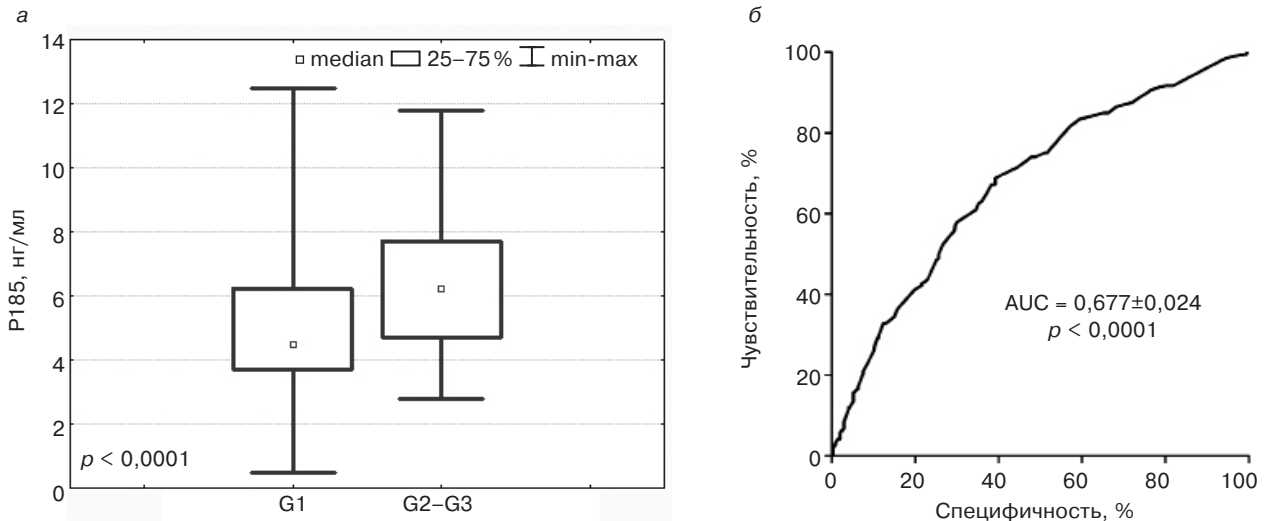 а
14
12
10
8
6
4
2
0
Р185, нг/мл
median 25–75 % min-max
p < 0,0001
G1 G2–G3
б
100
80
60
40
20
0
Чувствительность, %
AUC = 0,677±0,024
p < 0,0001
0 20 40 60 80 100
Специфичность, %